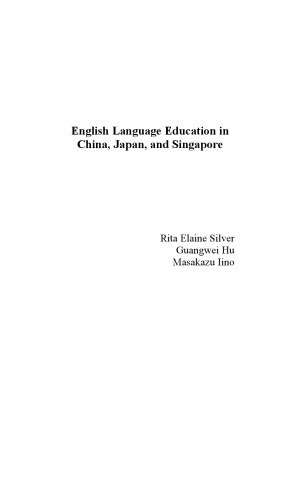 English Language Education in
China, Japan, and Singapore
Rita Elaine Silver
Guangwei Hu
Masakazu Iino